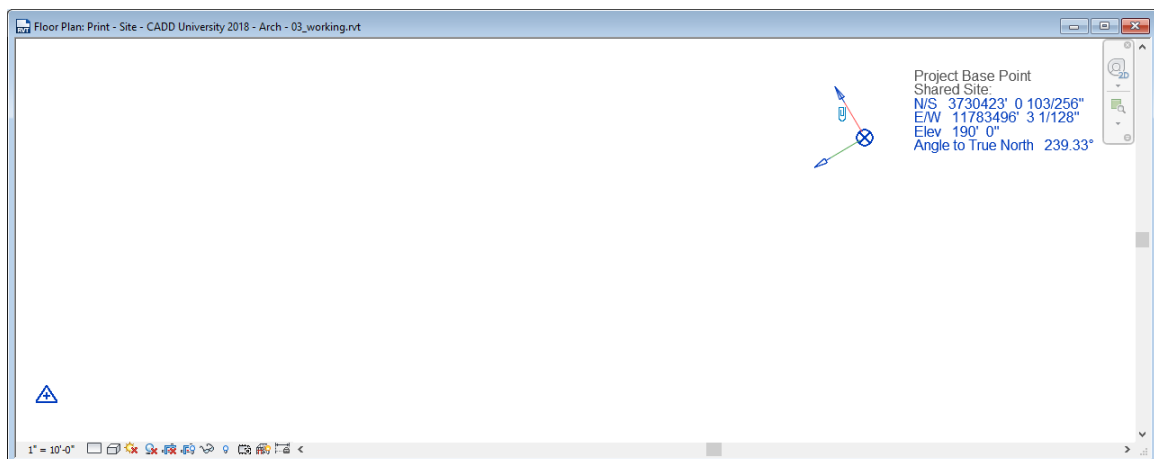 Floor Plan: Print - Site - CADD University 2018 - Arch - 03_working.rvt
Project Base Point
Shared Site:
N/S 3730423' 0 103/256"
E/W 11783496' 3 1/128"
Elev 190' 0"
Angle to True North 239.33°
2D
1" = 10'-0"